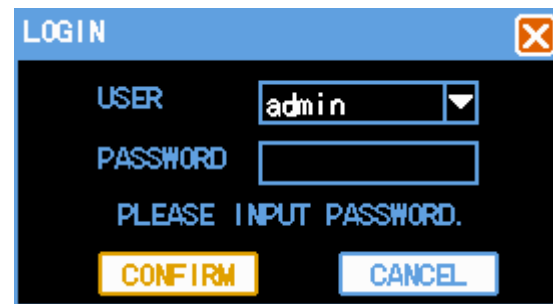 LOGIN
USER admin
PASSWORD
PLEASE INPUT PASSWORD.
CONFIRM CANCEL